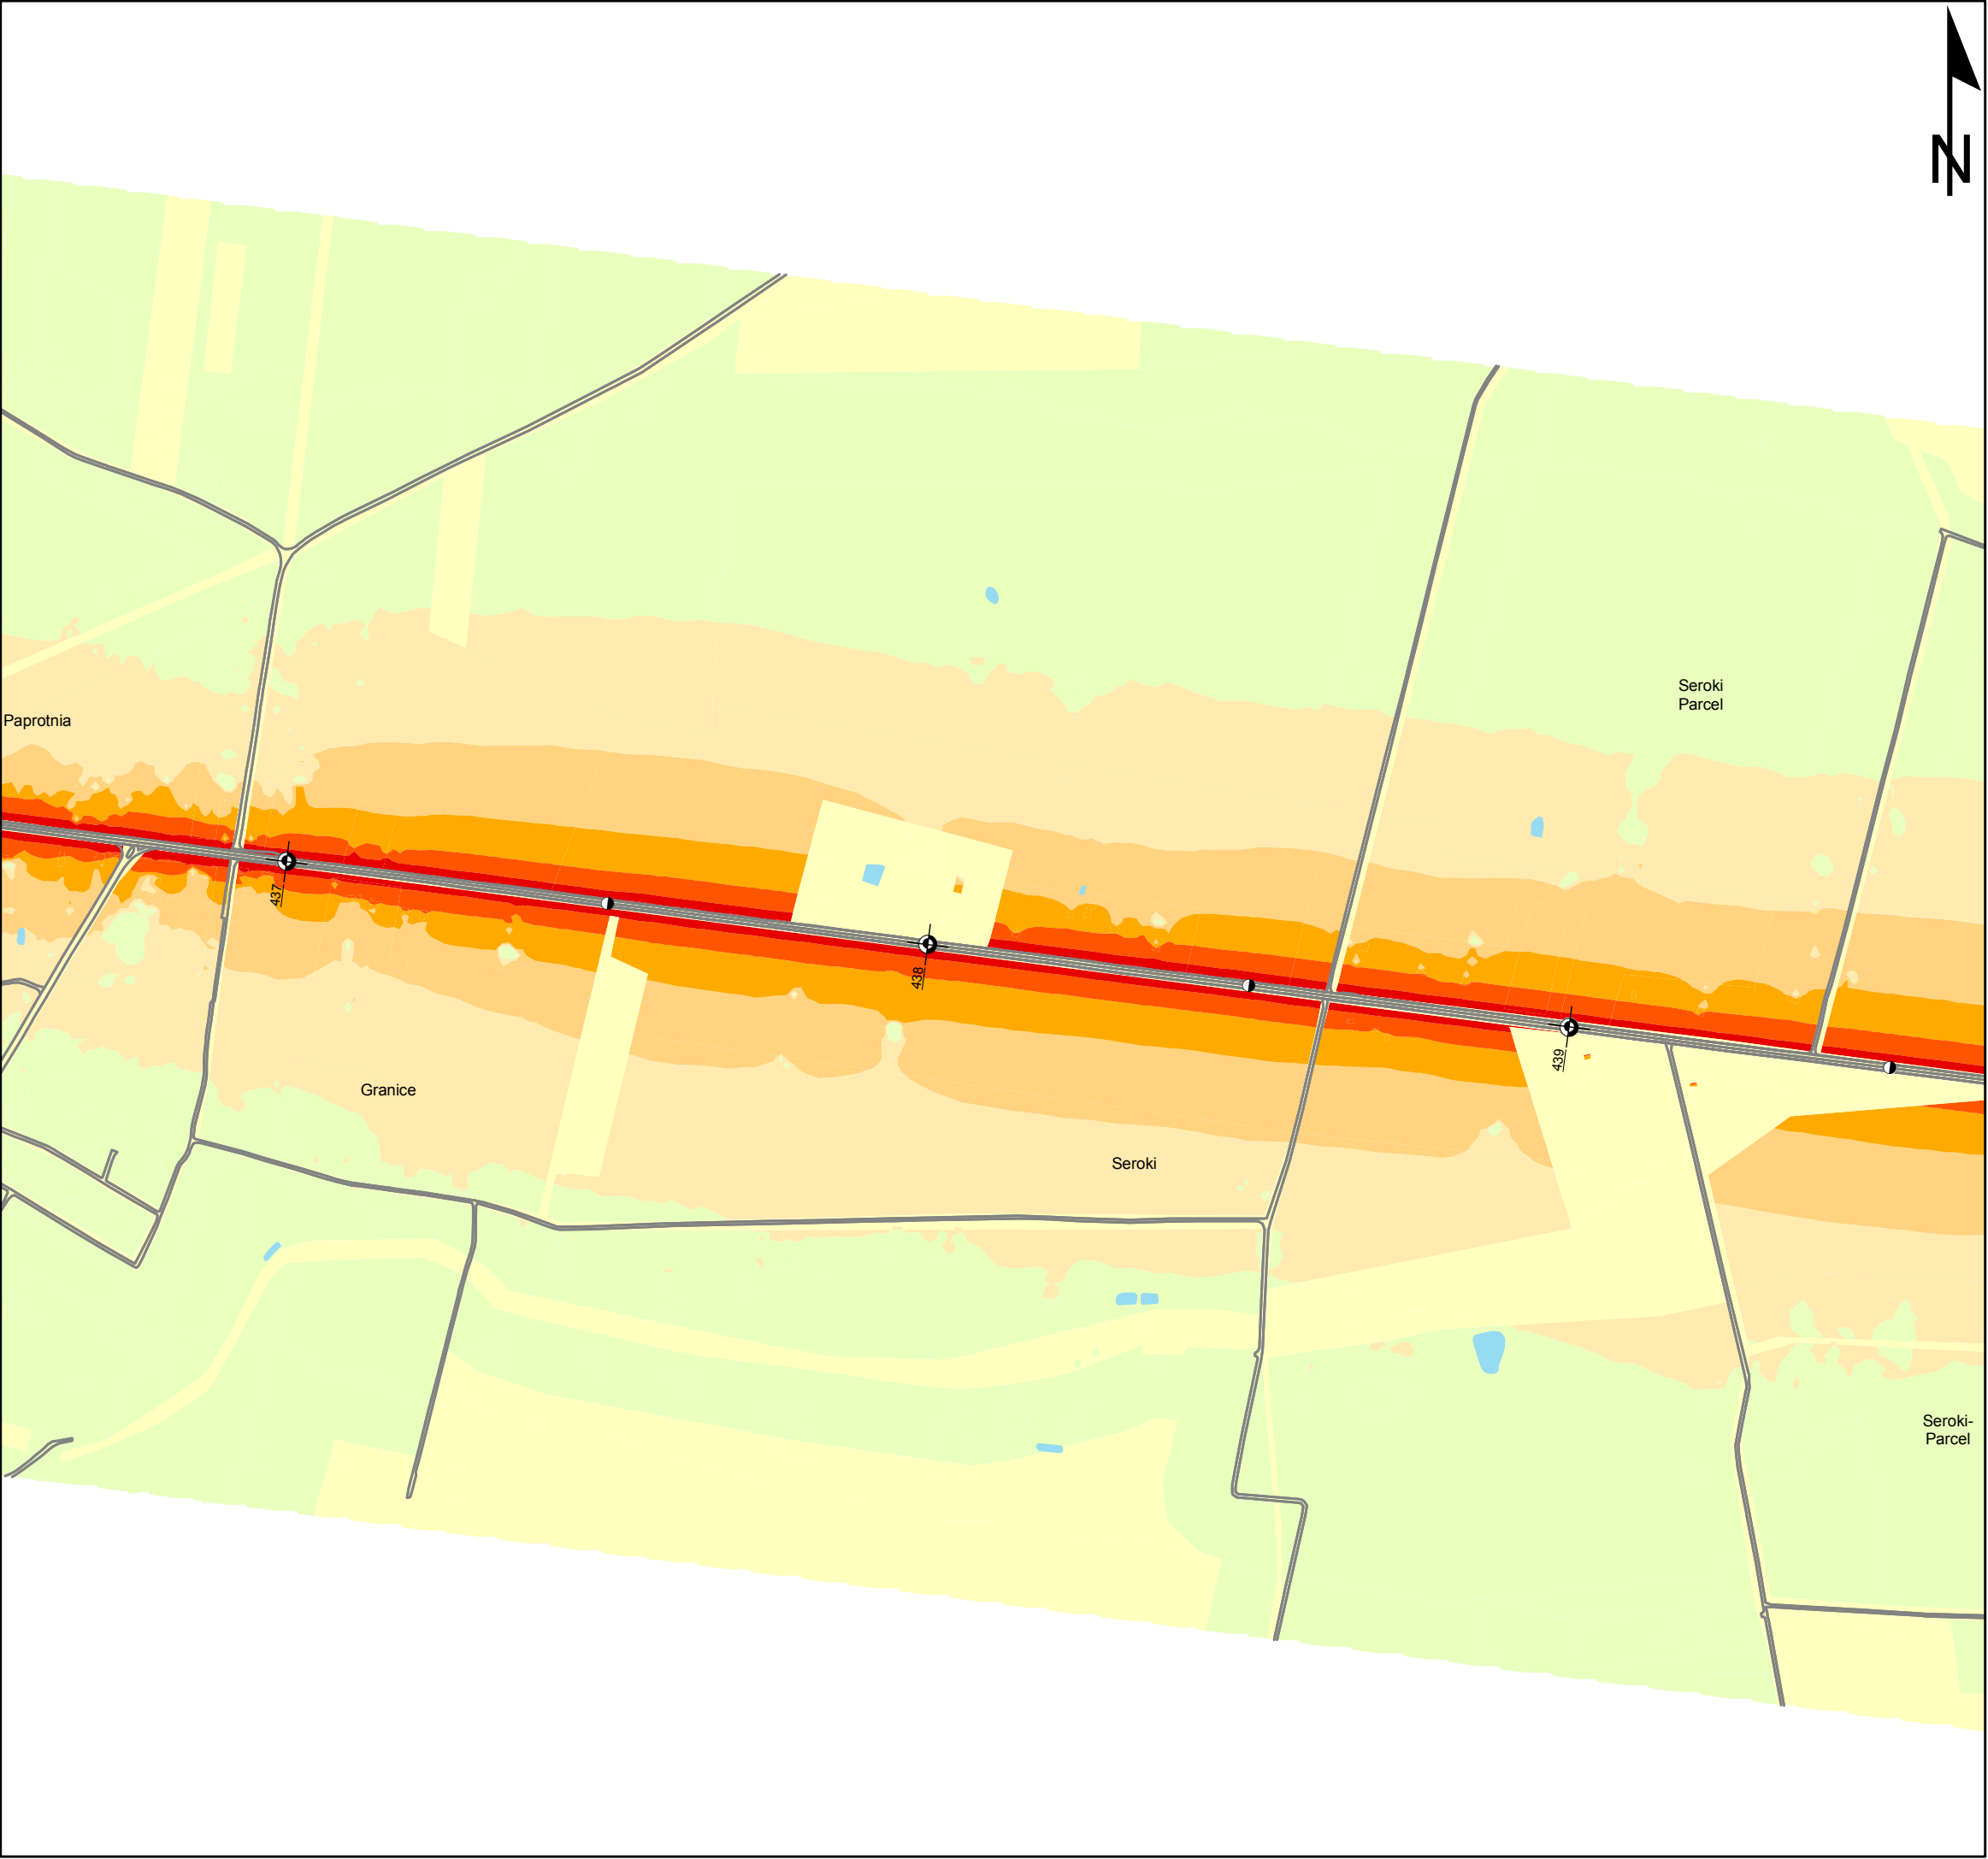 N
Seroki
Parcel
Paprotnia
437
438
439
Granice
Seroki
Seroki-
Parcel